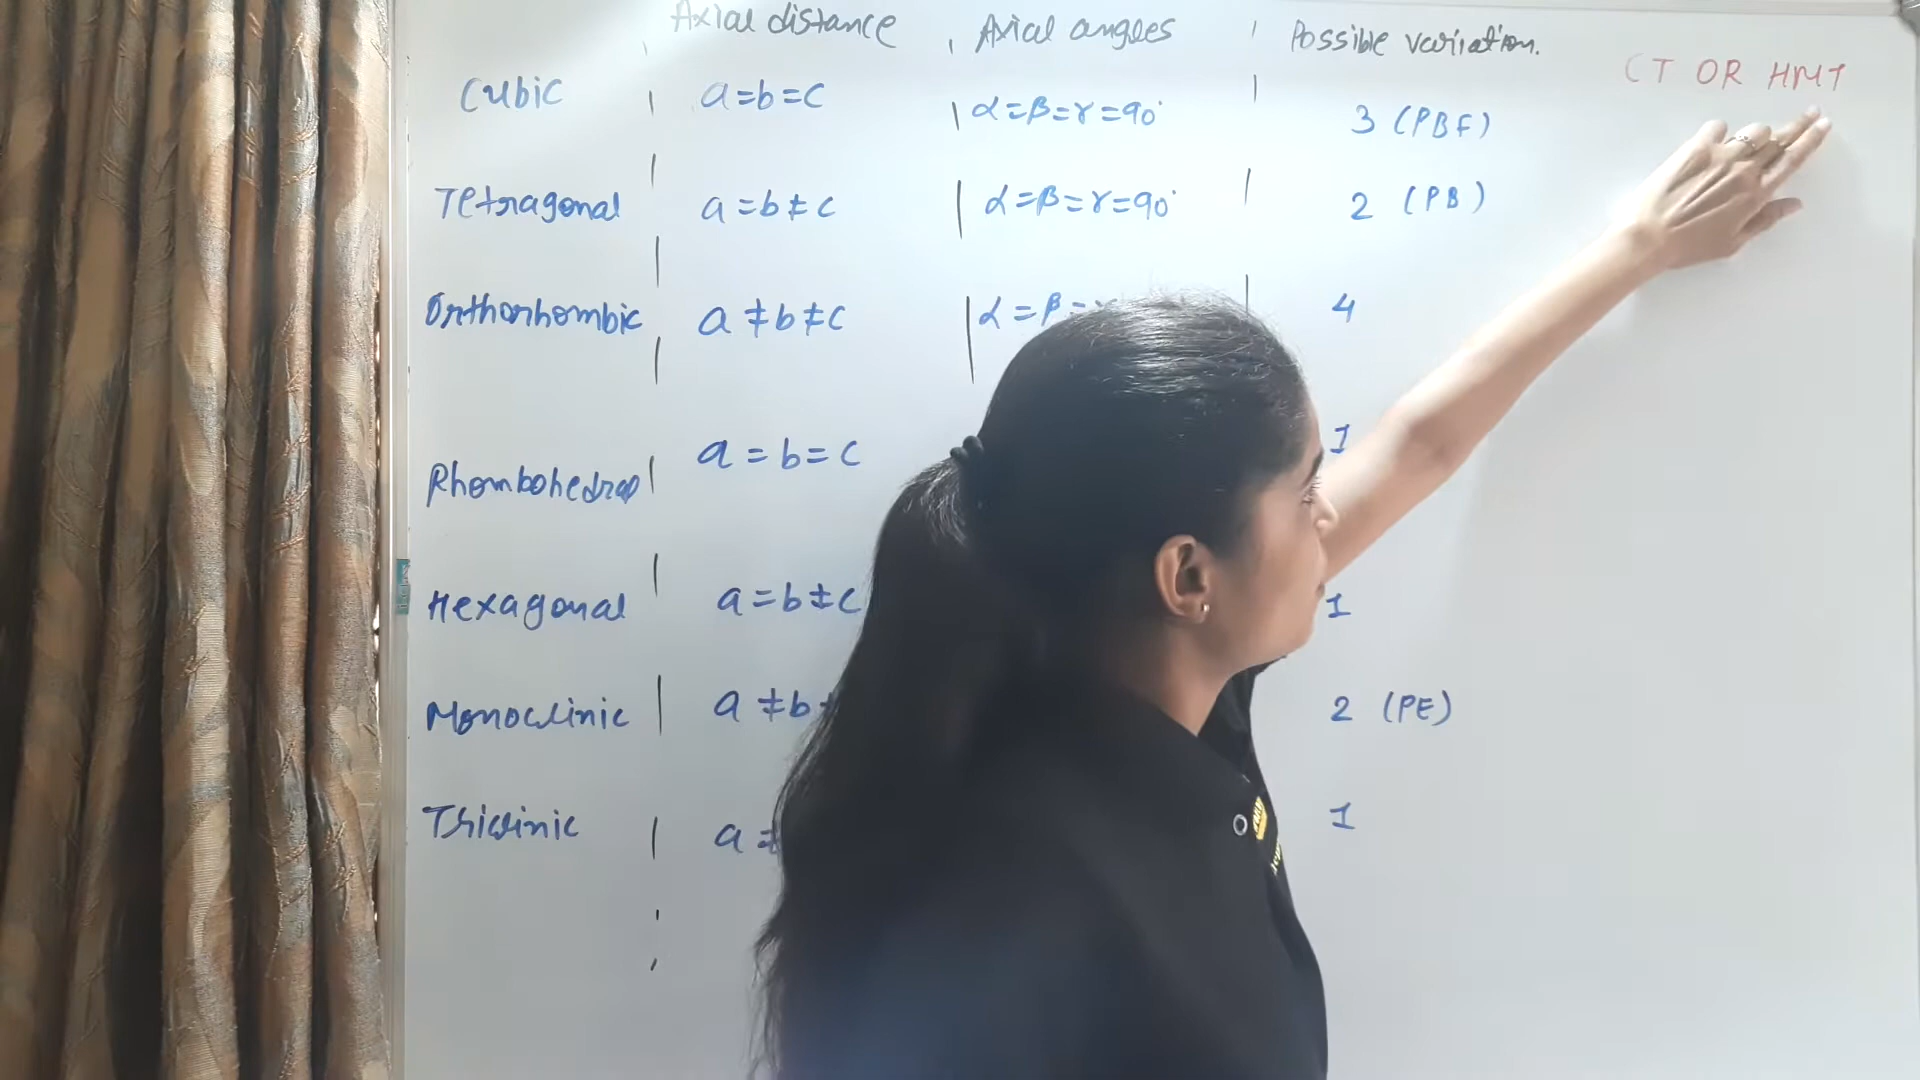 Axial distance Axial angles Possible variation.
CT OR HMT
Cubic a=b=c α=β=γ=90° 3 (PBF)
Tetragonal a=b≠c α=β=γ=90° 2 (PB)
Orthorhombic a≠b≠c α=β= 4
Rhombohedral a=b=c 1
Hexagonal a=b≠c 1
Monoclinic a≠b 2 (PE)
Triclinic a≠ 1